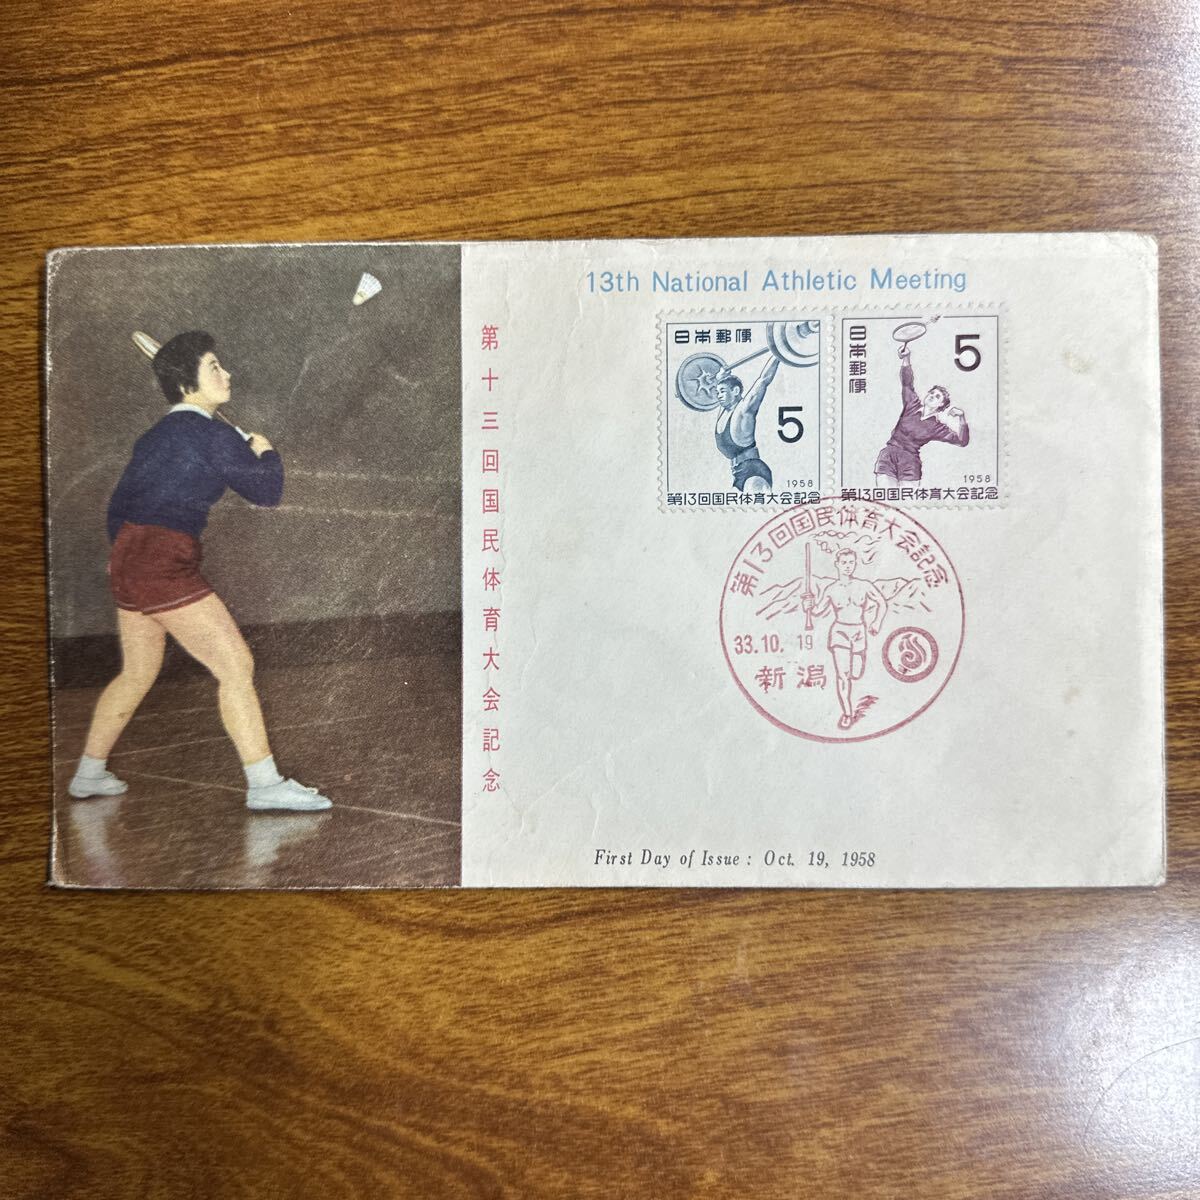 13th National Athletic Meeting
第十三回国民体育大会記念
日本郵便
5
1958
第13回国民体育大会記念
日本郵便
5
1958
第13回国民体育大会記念
第13回国民体育大会記念
33.10.19
新潟
First Day of Issue : Oct. 19, 1958